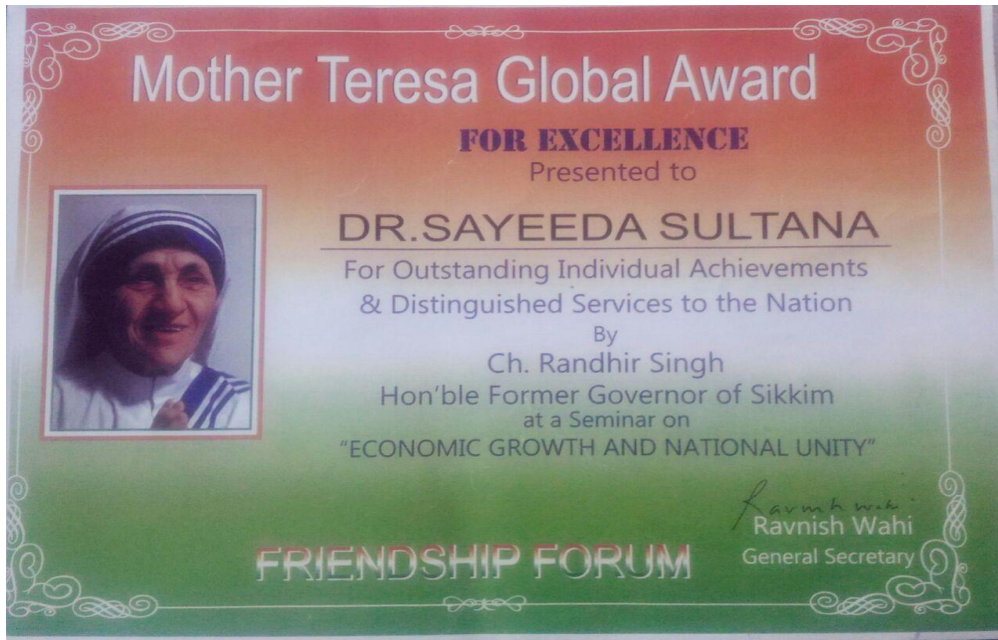 Mother Teresa Global Award
FOR EXCELLENCE
Presented to
DR.SAYEEDA SULTANA
For Outstanding Individual Achievements
& Distinguished Services to the Nation
By
Ch. Randhir Singh
Hon'ble Former Governor of Sikkim
at a Seminar on
"ECONOMIC GROWTH AND NATIONAL UNITY"
Ravnish Wahi
Ravnish Wahi
General Secretary
FRIENDSHIP FORUM